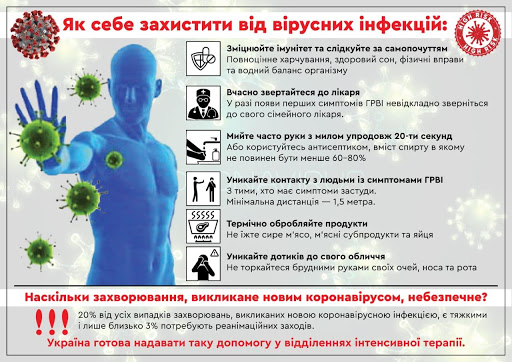 Як себе захистити від вірусних інфекцій:
HIGH RISK
HIGH RISK
Зміцнюйте імунітет та слідкуйте за самопочуттям
Повноцінне харчування, здоровий сон, фізичні вправи
та водний баланс організму
Вчасно звертайтеся до лікаря
У разі появи перших симптомів ГРВІ невідкладно зверніться
до свого сімейного лікаря.
Мийте часто руки з милом упродовж 20-ти секунд
Або користуйтесь антисептиком, вміст спирту в якому
не повинен бути менше 60-80%
Уникайте контакту з людьми із симптомами ГРВІ
З тими, хто має симптоми застуди.
Мінімальна дистанція — 1,5 метра.
Термічно обробляйте продукти
Не їжте сире м'ясо, м'ясні субпродукти та яйця
Уникайте дотиків до свого обличчя
Не торкайтеся брудними руками своїх очей, носа та рота
Наскільки захворювання, викликане новим коронавірусом, небезпечне?
!!!
20% від усіх випадків захворювань, викликаних новою коронавірусною інфекцією, є тяжкими
і лише близько 3% потребують реанімаційних заходів.
Україна готова надавати таку допомогу у відділеннях інтенсивної терапії.